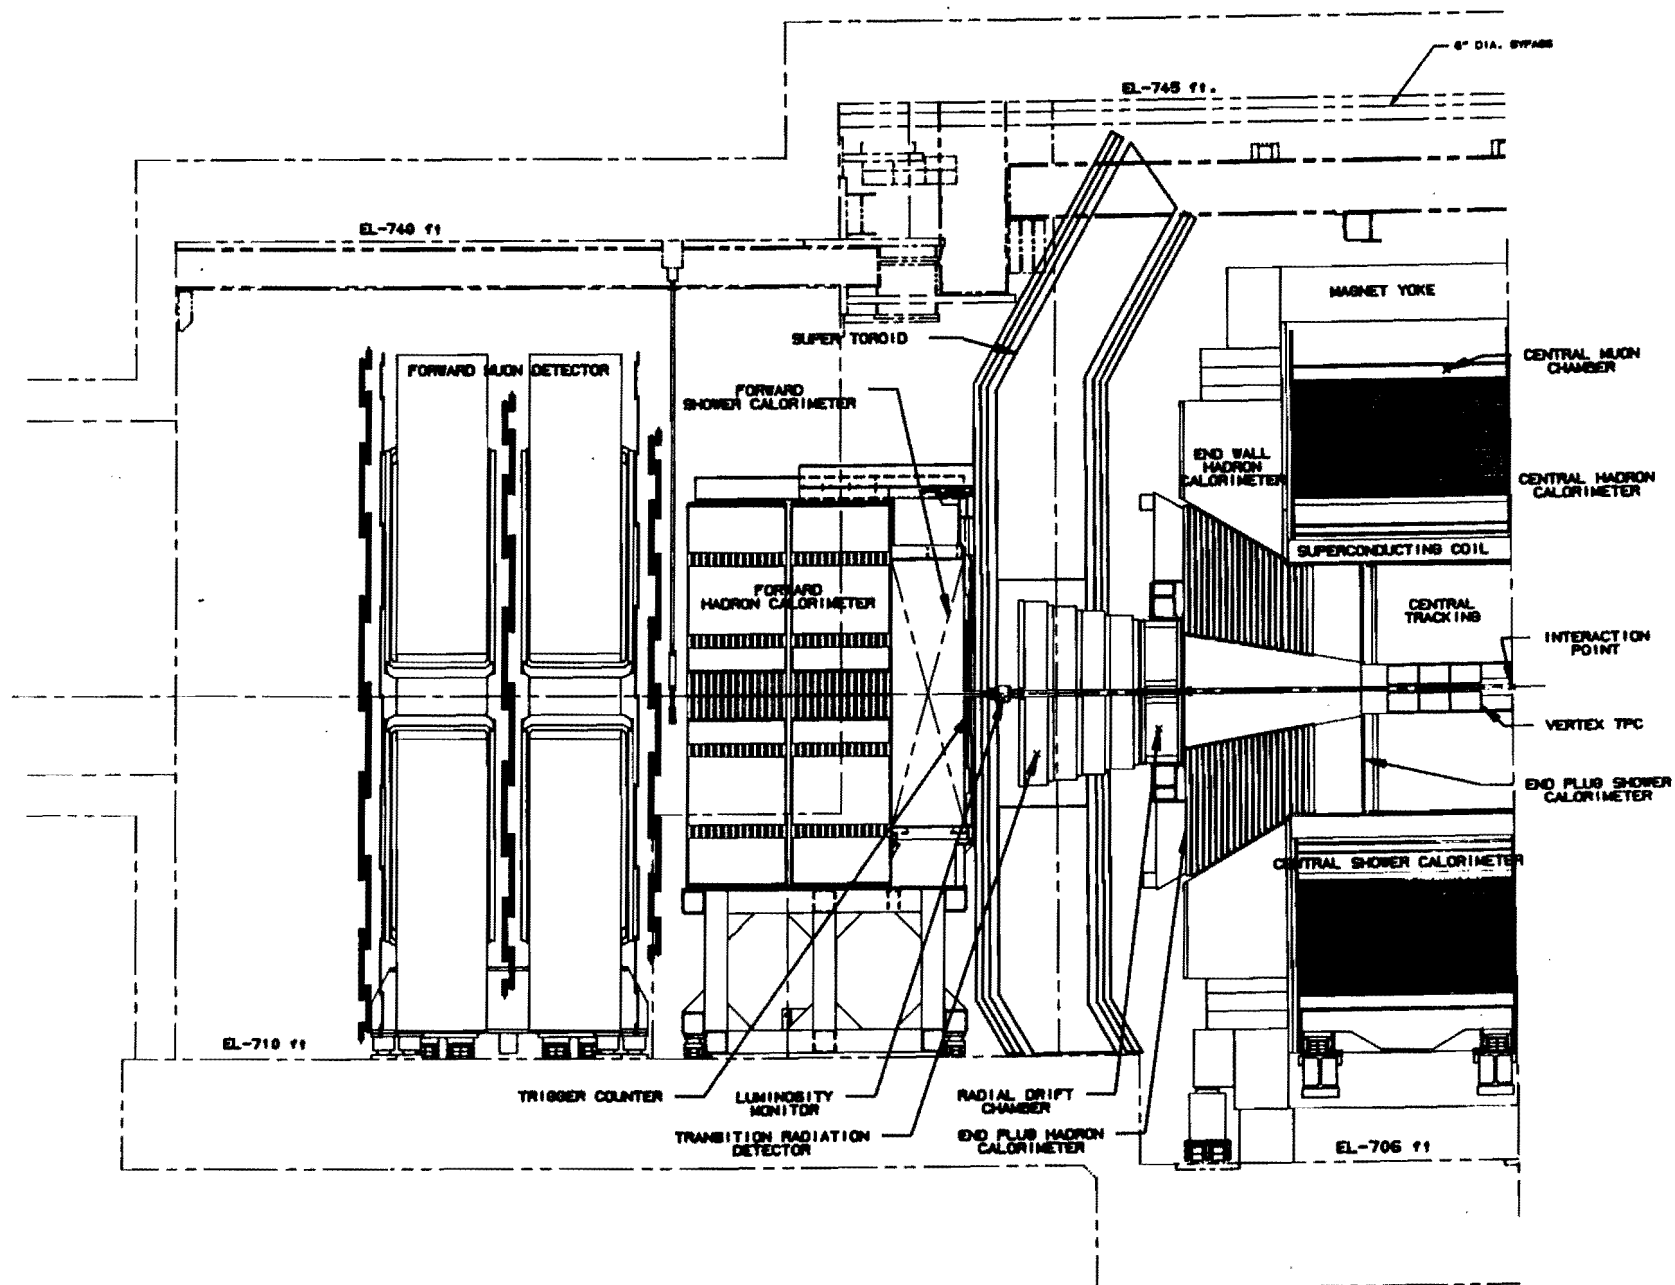 6" DIA. BYPASS
EL-745 ft.
EL-740 ft
MAGNET YOKE
SUPER TOROID
CENTRAL MUON
CHAMBER
FORWARD MUON DETECTOR
FORWARD
SHOWER CALORIMETER
END WALL
HADRON
CALORIMETER
CENTRAL HADRON
CALORIMETER
SUPERCONDUCTING COIL
FORWARD
HADRON CALORIMETER
CENTRAL
TRACKING
INTERACTION
POINT
VERTEX TPC
END PLUG SHOWER
CALORIMETER
CENTRAL SHOWER CALORIMETER
EL-710 ft
TRIGGER COUNTER
LUMINOSITY
MONITOR
RADIAL DRIFT
CHAMBER
TRANSITION RADIATION
DETECTOR
END PLUG HADRON
CALORIMETER
EL-706 ft